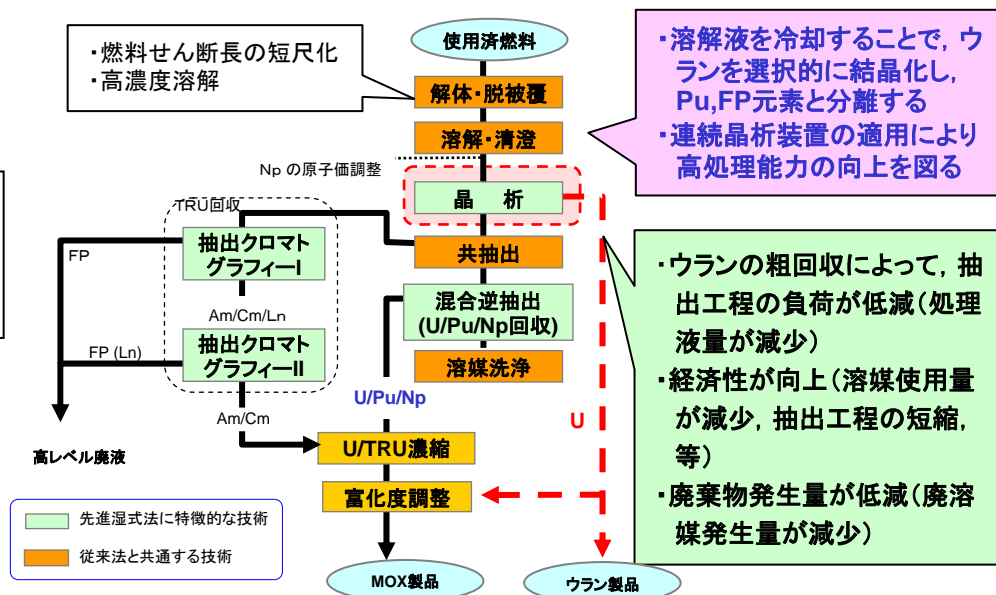 ・燃料せん断長の短尺化
・高濃度溶解
使用済燃料
解体・脱被覆
溶解・清澄
Npの原子価調整
晶 析
共抽出
混合逆抽出
(U/Pu/Np回収)
溶媒洗浄
TRU回収
抽出クロマト
グラフィーI
Am/Cm/Ln
抽出クロマト
グラフィーII
FP
FP (Ln)
Am/Cm
高レベル廃液
U/Pu/Np
U
U/TRU濃縮
富化度調整
MOX製品
ウラン製品
・溶解液を冷却することで,ウ
ランを選択的に結晶化し,
Pu,FP元素と分離する
・連続晶析装置の適用により
高処理能力の向上を図る
・ウランの粗回収によって,抽
出工程の負荷が低減(処理
液量が減少)
・経済性が向上(溶媒使用量
が減少,抽出工程の短縮,
等)
・廃棄物発生量が低減(廃溶
媒発生量が減少)
先進湿式法に特徴的な技術
従来法と共通する技術